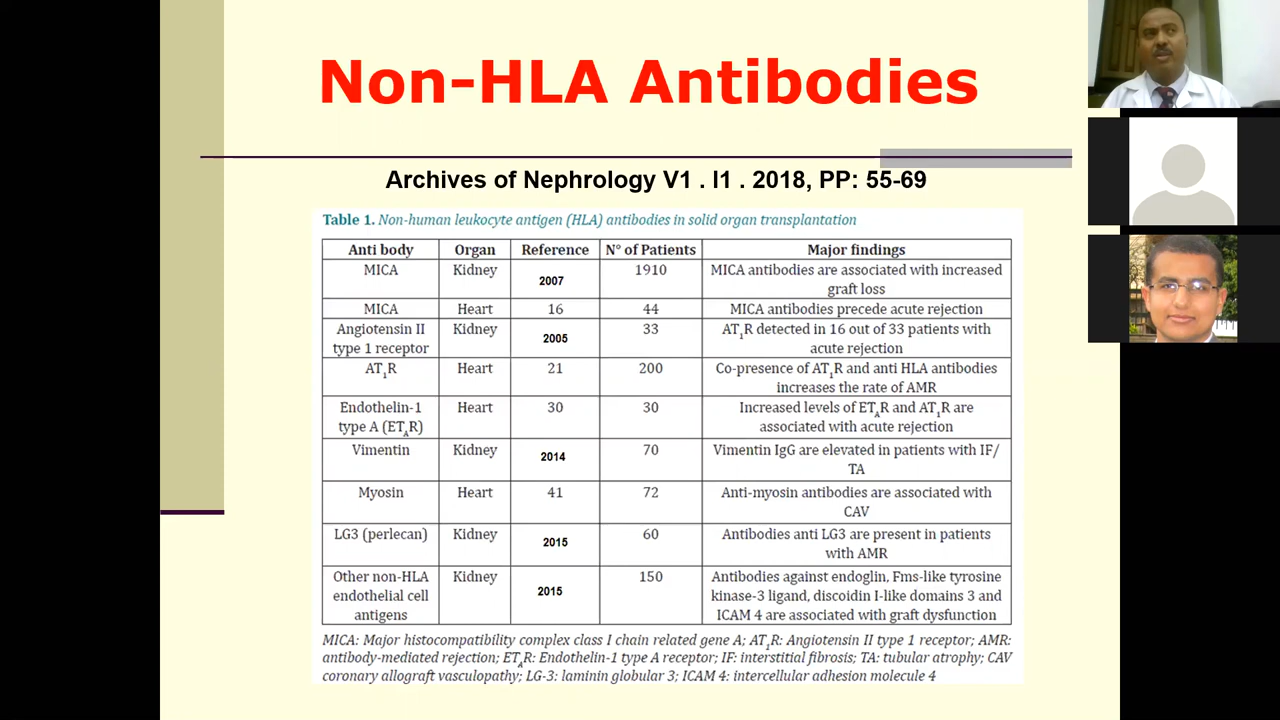 Non-HLA Antibodies
Archives of Nephrology V1 . I1 . 2018, PP: 55-69
Table 1. Non-human leukocyte antigen (HLA) antibodies in solid organ transplantation
Anti body Organ Reference N° of Patients Major findings
MICA Kidney 2007 1910 MICA antibodies are associated with increased
graft loss
MICA Heart 16 44 MICA antibodies precede acute rejection
Angiotensin II Kidney 2005 33 AT1R detected in 16 out of 33 patients with
type 1 receptor acute rejection
AT1R Heart 21 200 Co-presence of AT1R and anti HLA antibodies
increases the rate of AMR
Endothelin-1 Heart 30 30 Increased levels of ETAR and AT1R are
type A (ETAR) associated with acute rejection
Vimentin Kidney 2014 70 Vimentin IgG are elevated in patients with IF/
TA
Myosin Heart 41 72 Anti-myosin antibodies are associated with
CAV
LG3 (perlecan) Kidney 2015 60 Antibodies anti LG3 are present in patients
with AMR
Other non-HLA Kidney 2015 150 Antibodies against endoglin, Fms-like tyrosine
endothelial cell kinase-3 ligand, discoidin I-like domains 3 and
antigens ICAM 4 are associated with graft dysfunction
MICA: Major histocompatibility complex class I chain related gene A; AT1R: Angiotensin II type 1 receptor; AMR:
antibody-mediated rejection; ETAR: Endothelin-1 type A receptor; IF: interstitial fibrosis; TA: tubular atrophy; CAV
coronary allograft vasculopathy; LG-3: laminin globular 3; ICAM 4: intercellular adhesion molecule 4